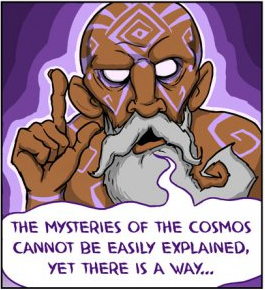 THE MYSTERIES OF THE COSMOS
CANNOT BE EASILY EXPLAINED,
YET THERE IS A WAY...